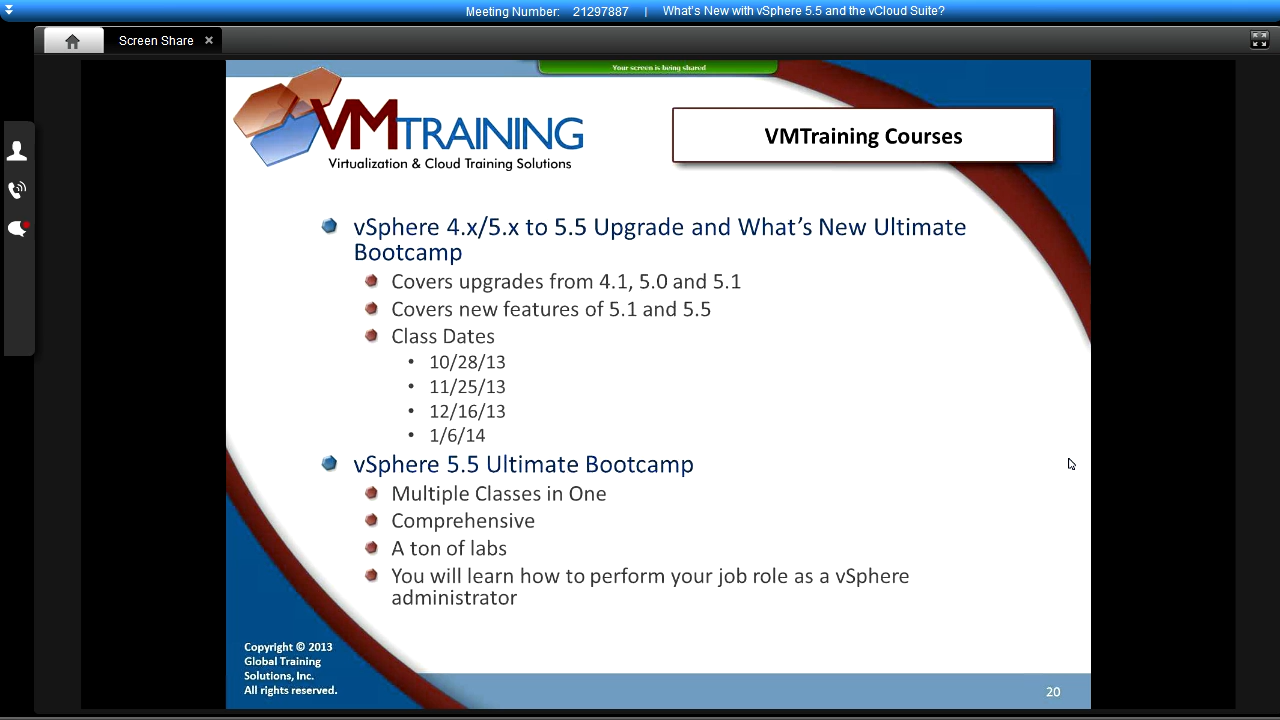 Meeting Number: 21297887 | What's New with vSphere 5.5 and the vCloud Suite?
Screen Share
Your screen is being shared
VMTRAINING
Virtualization & Cloud Training Solutions
VMTraining Courses
vSphere 4.x/5.x to 5.5 Upgrade and What’s New Ultimate
Bootcamp
Covers upgrades from 4.1, 5.0 and 5.1
Covers new features of 5.1 and 5.5
Class Dates
• 10/28/13
• 11/25/13
• 12/16/13
• 1/6/14
vSphere 5.5 Ultimate Bootcamp
Multiple Classes in One
Comprehensive
A ton of labs
You will learn how to perform your job role as a vSphere
administrator
Copyright © 2013
Global Training
Solutions, Inc.
All rights reserved.
20